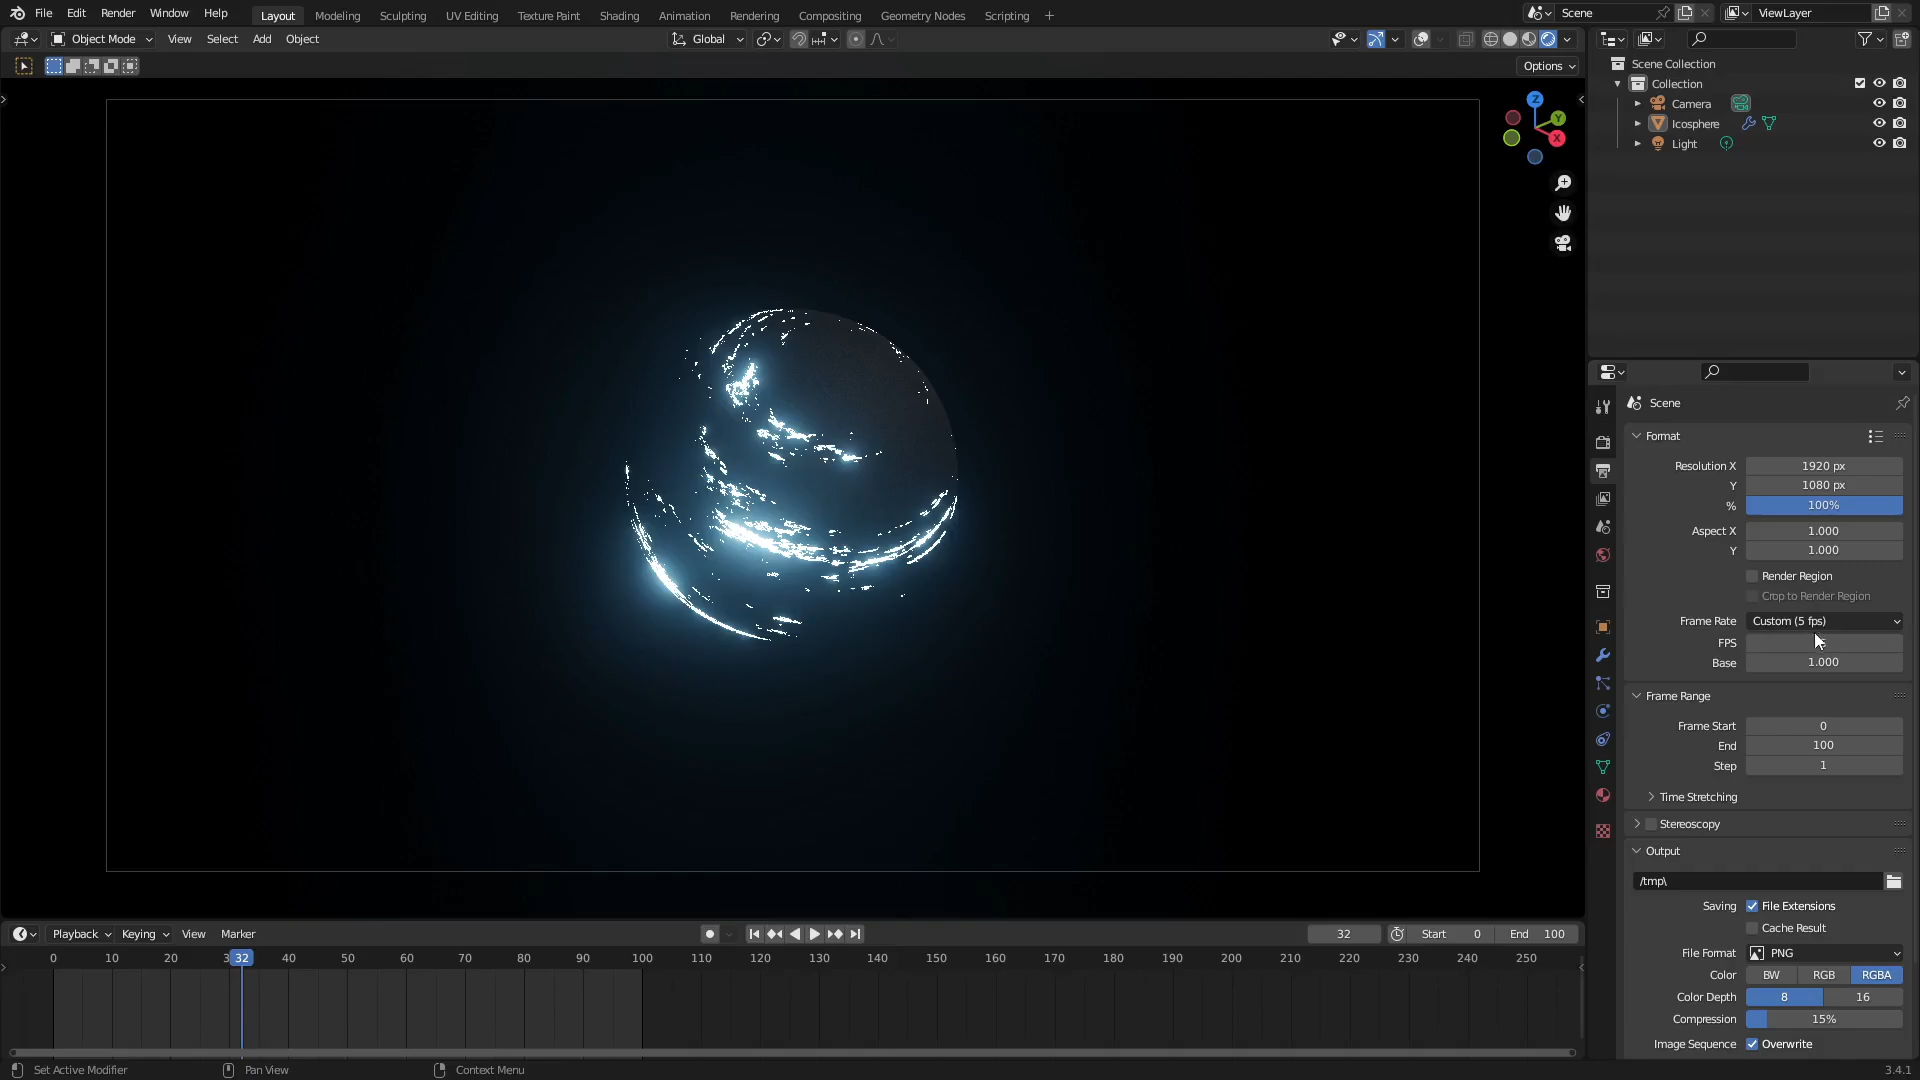 File Edit Render Window Help Layout Modeling Sculpting UV Editing Texture Paint Shading Animation Rendering Compositing Geometry Nodes Scripting + Scene ViewLayer
Object Mode View Select Add Object Global
Options
Scene Collection
Collection
Camera
Icosphere
Light
Z
Y
X
Scene
Format
Resolution X 1920 px
Y 1080 px
% 100%
Aspect X 1.000
Y 1.000
Render Region
Crop to Render Region
Frame Rate Custom (5 fps)
FPS
Base 1.000
Frame Range
Frame Start 0
End 100
Step 1
Time Stretching
Stereoscopy
Output
/tmp\
Saving File Extensions
Cache Result
File Format PNG
Color BW RGB RGBA
Color Depth 8 16
Compression 15%
Image Sequence Overwrite
Playback Keying View Marker 32 Start 0 End 100
0 10 20 32 40 50 60 70 80 90 100 110 120 130 140 150 160 170 180 190 200 210 220 230 240 250
Set Active Modifier Pan View Context Menu 3.4.1